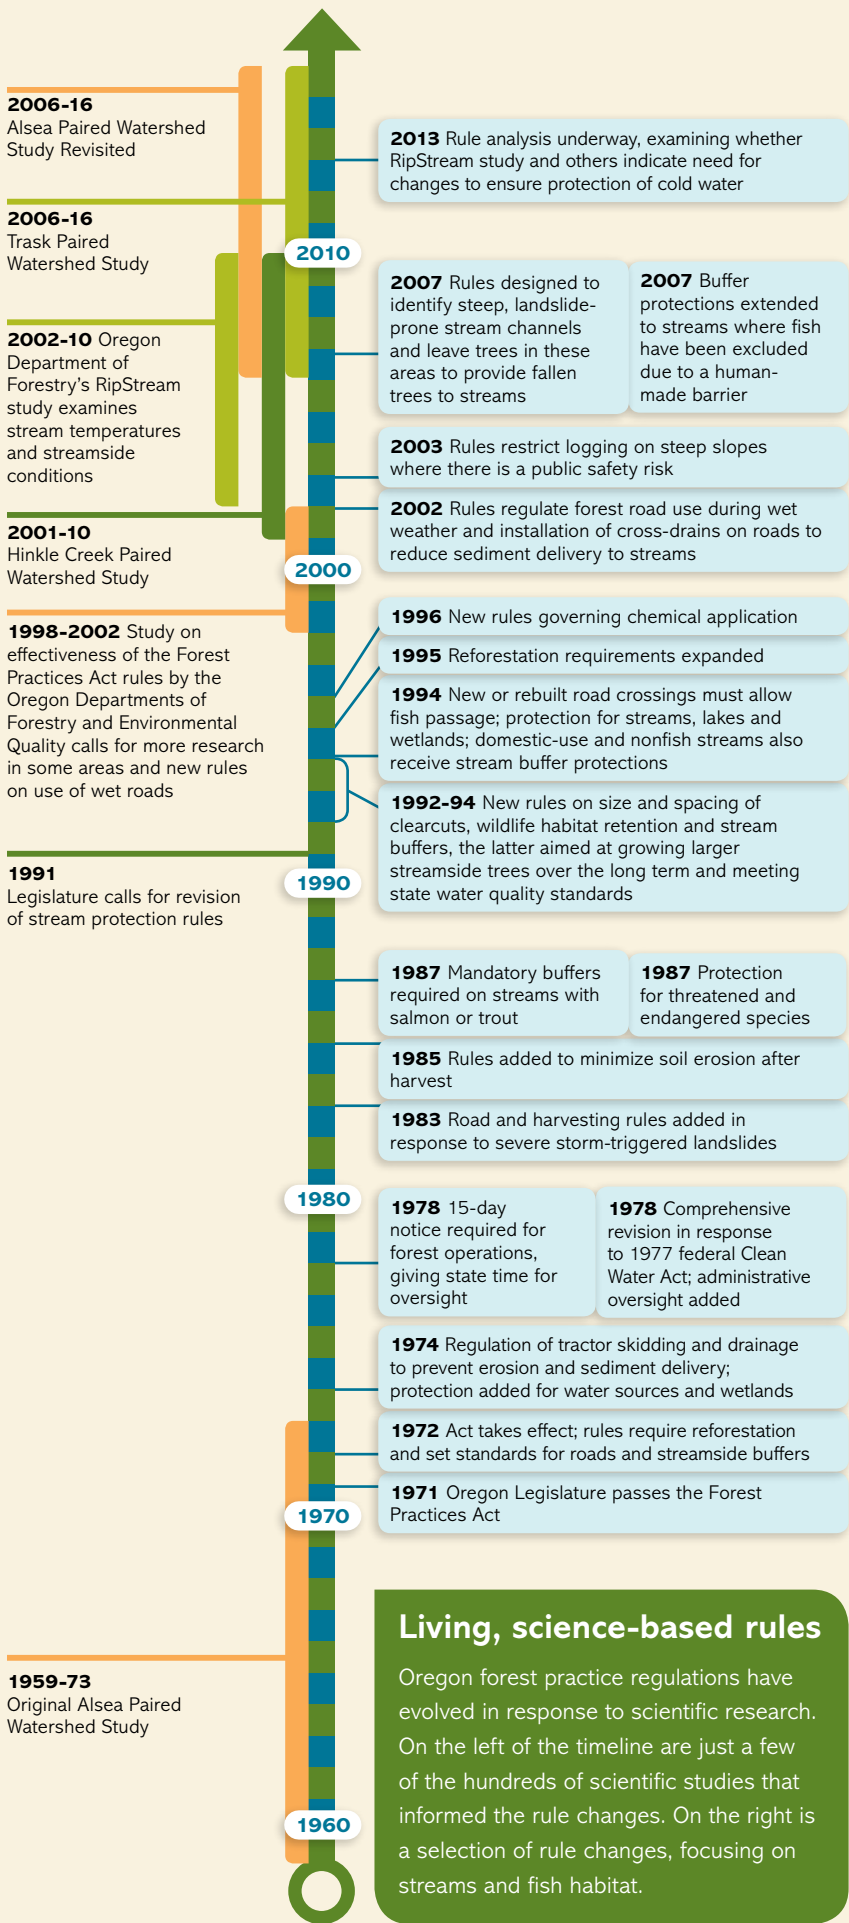 2006-16
Alsea Paired Watershed
Study Revisited
2006-16
Trask Paired
Watershed Study
2002-10 Oregon
Department of
Forestry's RipStream
study examines
stream temperatures
and streamside
conditions
2001-10
Hinkle Creek Paired
Watershed Study
1998-2002 Study on
effectiveness of the Forest
Practices Act rules by the
Oregon Departments of
Forestry and Environmental
Quality calls for more research
in some areas and new rules
on use of wet roads
1991
Legislature calls for revision
of stream protection rules
1959-73
Original Alsea Paired
Watershed Study
2010
2000
1990
1980
1970
1960
2013 Rule analysis underway, examining whether
RipStream study and others indicate need for
changes to ensure protection of cold water
2007 Rules designed to
identify steep, landslide-
prone stream channels
and leave trees in these
areas to provide fallen
trees to streams
2007 Buffer
protections extended
to streams where fish
have been excluded
due to a human-
made barrier
2003 Rules restrict logging on steep slopes
where there is a public safety risk
2002 Rules regulate forest road use during wet
weather and installation of cross-drains on roads to
reduce sediment delivery to streams
1996 New rules governing chemical application
1995 Reforestation requirements expanded
1994 New or rebuilt road crossings must allow
fish passage; protection for streams, lakes and
wetlands; domestic-use and nonfish streams also
receive stream buffer protections
1992-94 New rules on size and spacing of
clearcuts, wildlife habitat retention and stream
buffers, the latter aimed at growing larger
streamside trees over the long term and meeting
state water quality standards
1987 Mandatory buffers
required on streams with
salmon or trout
1987 Protection
for threatened and
endangered species
1985 Rules added to minimize soil erosion after
harvest
1983 Road and harvesting rules added in
response to severe storm-triggered landslides
1978 15-day
notice required for
forest operations,
giving state time for
oversight
1978 Comprehensive
revision in response
to 1977 federal Clean
Water Act; administrative
oversight added
1974 Regulation of tractor skidding and drainage
to prevent erosion and sediment delivery;
protection added for water sources and wetlands
1972 Act takes effect; rules require reforestation
and set standards for roads and streamside buffers
1971 Oregon Legislature passes the Forest
Practices Act
Living, science-based rules
Oregon forest practice regulations have
evolved in response to scientific research.
On the left of the timeline are just a few
of the hundreds of scientific studies that
informed the rule changes. On the right is
a selection of rule changes, focusing on
streams and fish habitat.